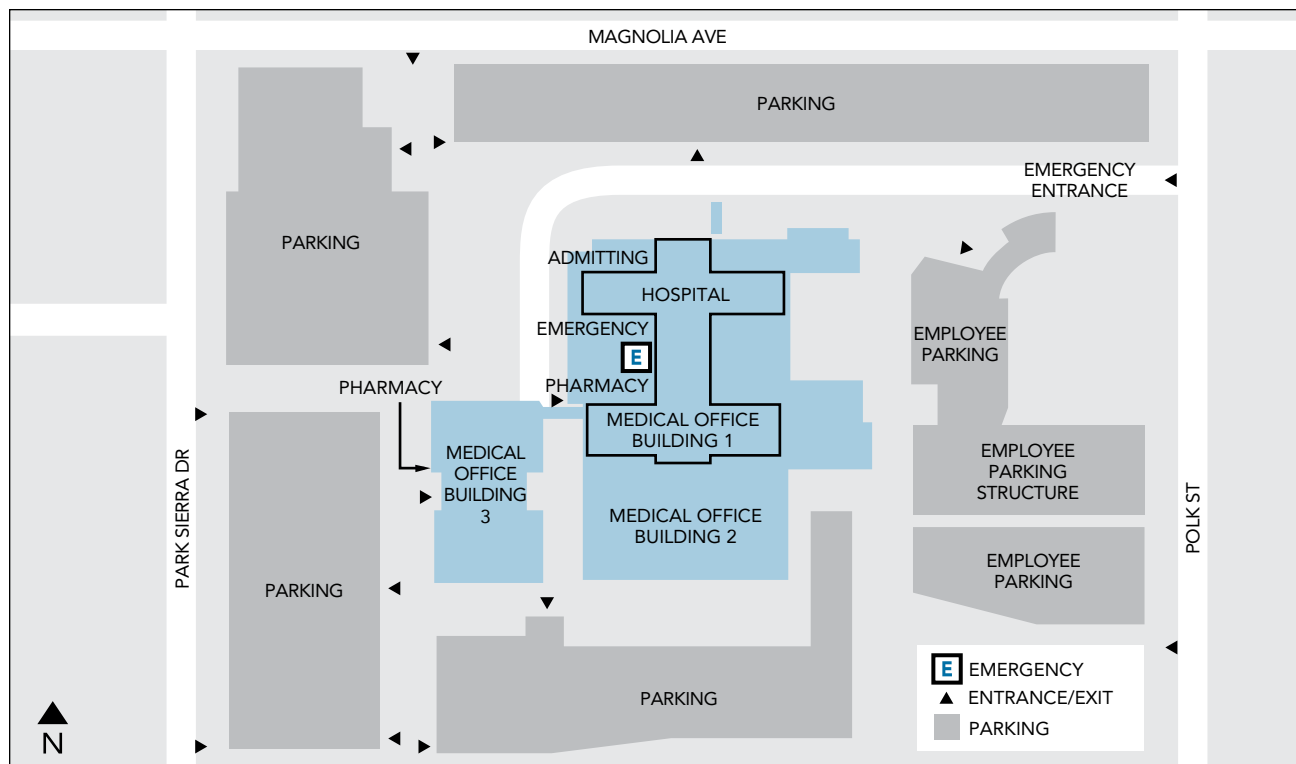 MAGNOLIA AVE
PARKING
EMERGENCY
ENTRANCE
PARKING
ADMITTING
HOSPITAL
EMERGENCY
E
EMPLOYEE
PARKING
PHARMACY
PHARMACY
MEDICAL OFFICE
BUILDING 1
MEDICAL
OFFICE
BUILDING
3
EMPLOYEE
PARKING
STRUCTURE
MEDICAL OFFICE
BUILDING 2
PARK SIERRA DR
POLK ST
EMPLOYEE
PARKING
PARKING
PARKING
E EMERGENCY
ENTRANCE/EXIT
PARKING
N